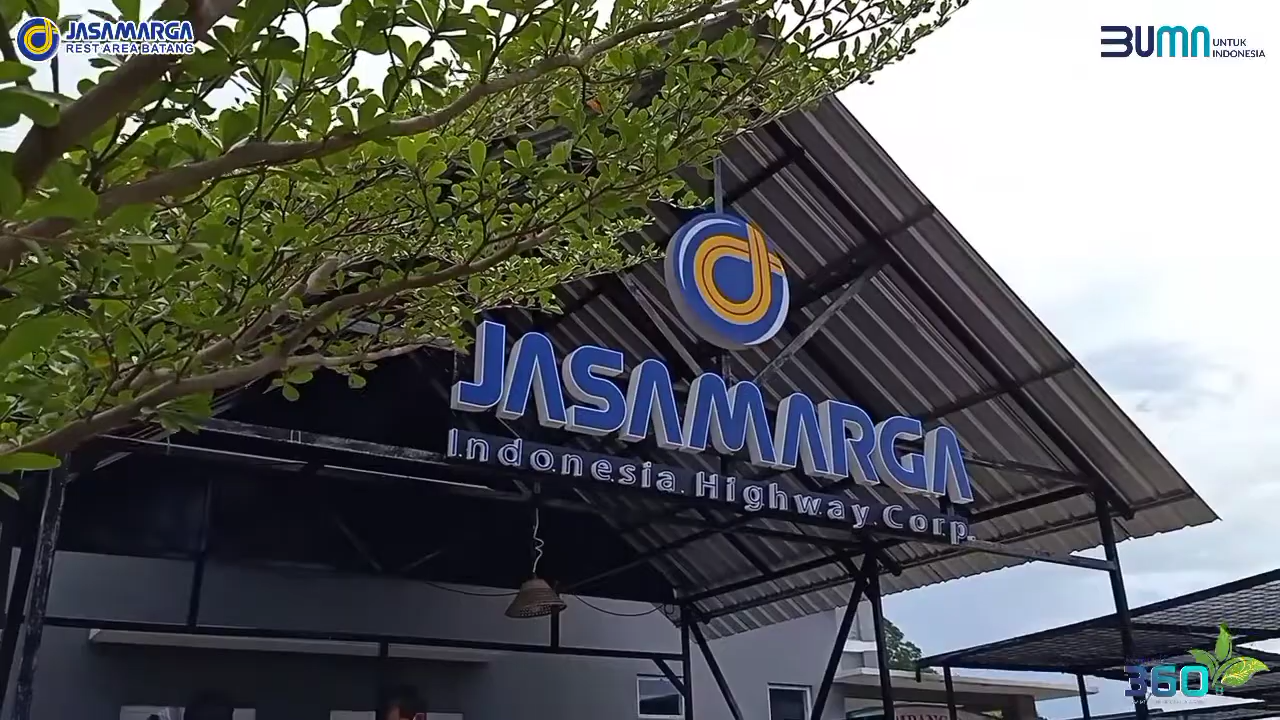 JASAMARGA
REST AREA BATANG
BUMN
UNTUK
INDONESIA
JASAMARGA
Indonesia Highway Corp.
360